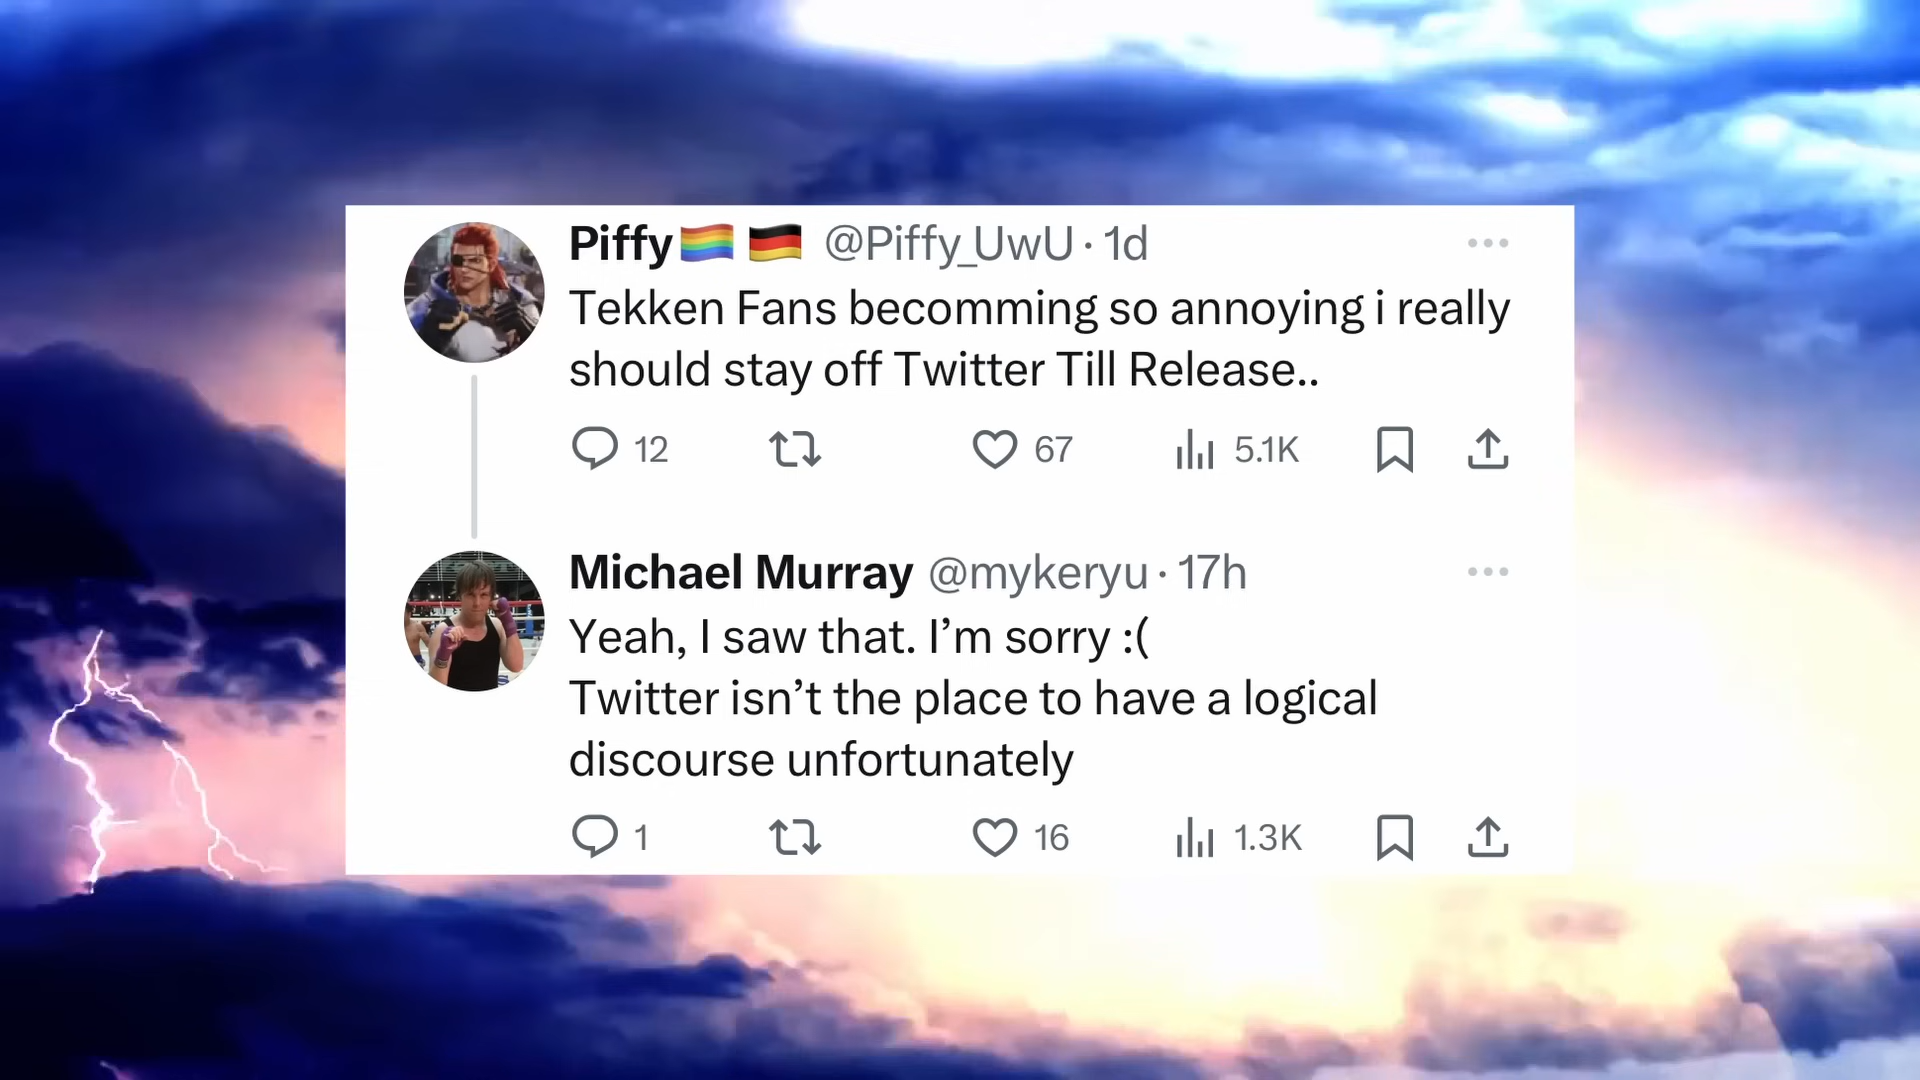 Piffy🏳️‍🌈 🇩🇪 @Piffy_UwU · 1d
Tekken Fans becomming so annoying i really
should stay off Twitter Till Release..
12 67 5.1K
Michael Murray @mykeryu · 17h
Yeah, I saw that. I’m sorry :(
Twitter isn’t the place to have a logical
discourse unfortunately
1 16 1.3K